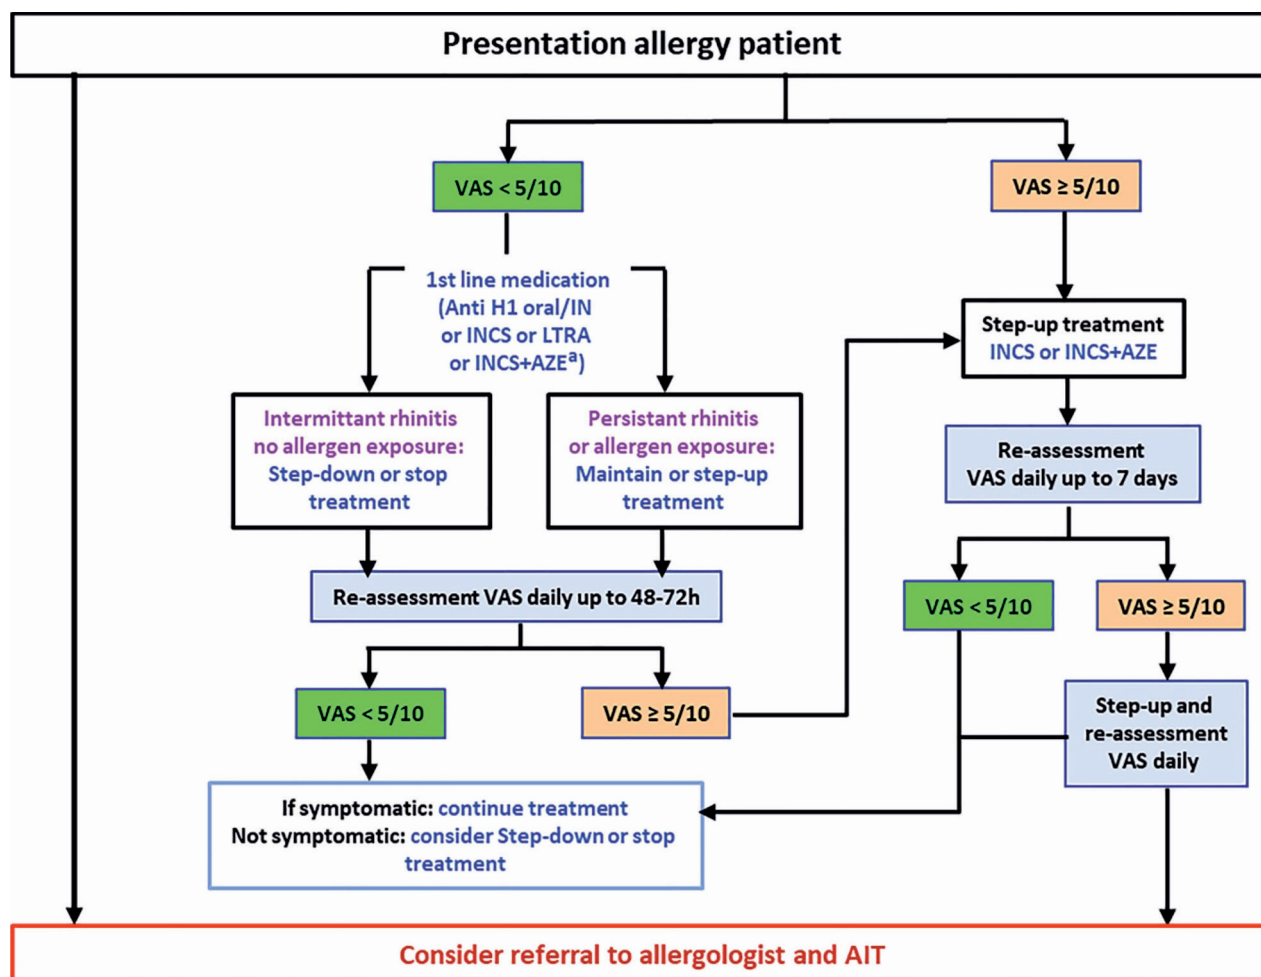 Presentation allergy patient
VAS < 5/10
VAS ≥ 5/10
1st line medication
(Anti H1 oral/IN
or INCS or LTRA
or INCS+AZEᵃ)
Step-up treatment
INCS or INCS+AZE
Intermittant rhinitis
no allergen exposure:
Step-down or stop
treatment
Persistant rhinitis
or allergen exposure:
Maintain or step-up
treatment
Re-assessment
VAS daily up to 7 days
Re-assessment VAS daily up to 48-72h
VAS < 5/10
VAS ≥ 5/10
VAS < 5/10
VAS ≥ 5/10
Step-up and
re-assessment
VAS daily
If symptomatic: continue treatment
Not symptomatic: consider Step-down or stop
treatment
Consider referral to allergologist and AIT